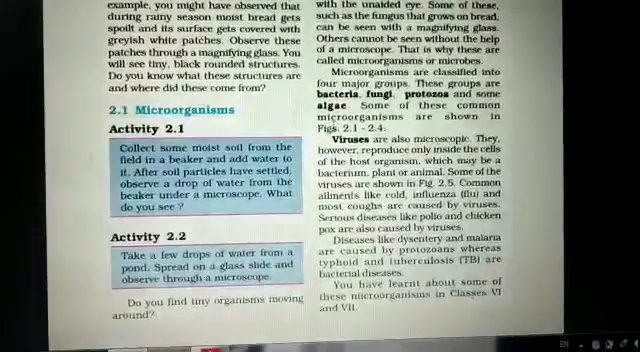 example, you might have observed that
during rainy season moist bread gets
spoilt and its surface gets covered with
greyish white patches. Observe these
patches through a magnifying glass. You
will see tiny, black rounded structures.
Do you know what these structures are
and where did these come from?
2.1 Microorganisms
Activity 2.1
Collect some moist soil from the
field in a beaker and add water to
it. After soil particles have settled,
observe a drop of water from the
beaker under a microscope. What
do you see ?
Activity 2.2
Take a few drops of water from a
pond. Spread on a glass slide and
observe through a microscope.
Do you find tiny organisms moving
around?
with the unaided eye. Some of these,
such as the fungus that grows on bread,
can be seen with a magnifying glass.
Others cannot be seen without the help
of a microscope. That is why these are
called microorganisms or microbes.
Microorganisms are classified into
four major groups. These groups are
bacteria, fungi, protozoa and some
algae. Some of these common
microorganisms are shown in
Figs. 2.1 - 2.4.
Viruses are also microscopic. They,
however, reproduce only inside the cells
of the host organism, which may be a
bacterium, plant or animal. Some of the
viruses are shown in Fig. 2.5. Common
ailments like cold, influenza (flu) and
most coughs are caused by viruses.
Serious diseases like polio and chicken
pox are also caused by viruses.
Diseases like dysentery and malaria
are caused by protozoans whereas
typhoid and tuberculosis (TB) are
bacterial diseases.
You have learnt about some of
these microorganisms in Classes VI
and VII.
EN